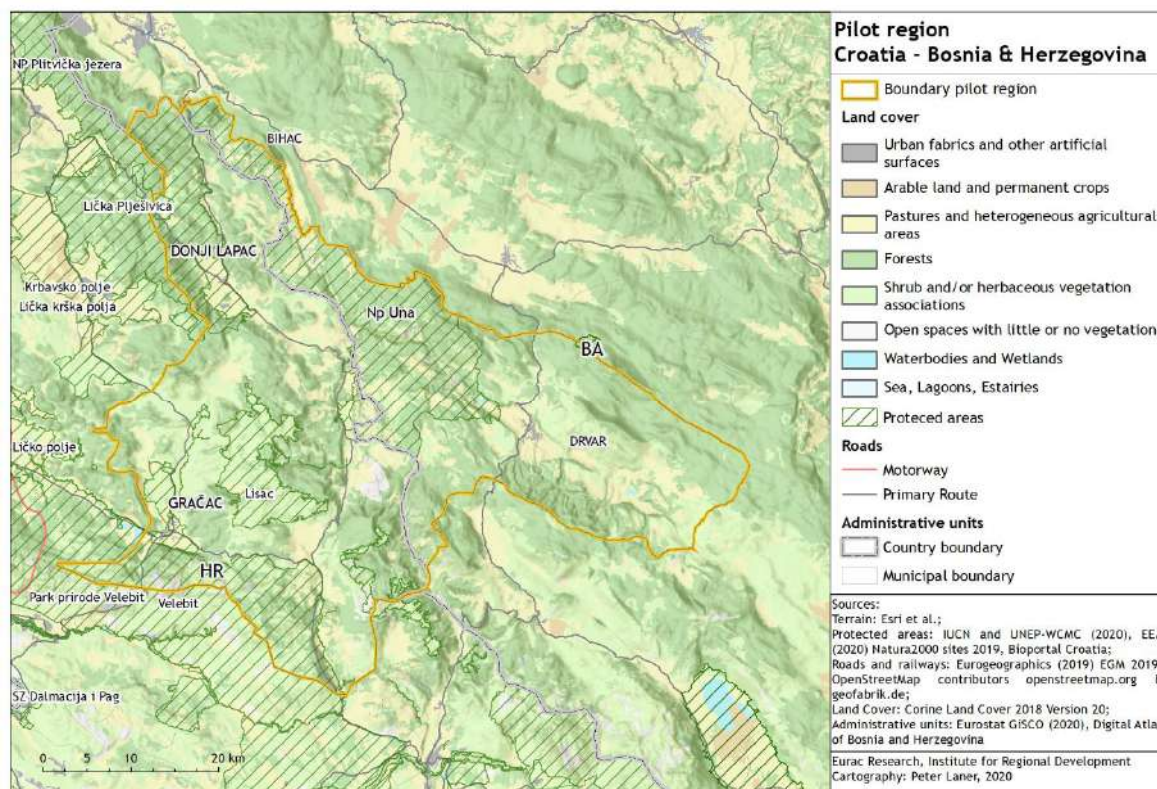 NP Plitvička jezera
BIHAC
Lička Plješivica
DONJI LAPAC
Krbavsko polje
Lička krška polja
Np Una
BA
DRVAR
Ličko polje
GRAČAC
Lisac
HR
Park prirode Velebit
Velebit
SZ Dalmacija i Pag
0 5 10 20 km
Pilot region
Croatia - Bosnia & Herzegovina
Boundary pilot region
Land cover
Urban fabrics and other artificial
surfaces
Arable land and permanent crops
Pastures and heterogeneous agricultural
areas
Forests
Shrub and/or herbaceous vegetation
associations
Open spaces with little or no vegetation
Waterbodies and Wetlands
Sea, Lagoons, Estairies
Proteced areas
Roads
Motorway
Primary Route
Administrative units
Country boundary
Municipal boundary
Sources:
Terrain: Esri et al.;
Protected areas: IUCN and UNEP-WCMC (2020),
(2020) Natura2000 sites 2019, Bioportal Croatia;
Roads and railways: Eurogeographics (2019) EGM 2019
OpenStreetMap contributors openstreetmap.org
geofabrik.de;
Land Cover: Corine Land Cover 2018 Version 20;
Administrative units: Eurostat GISCO (2020), Digital
of Bosnia and Herzegovina
Eurac Research, Institute for Regional Development
Cartography: Peter Laner, 2020